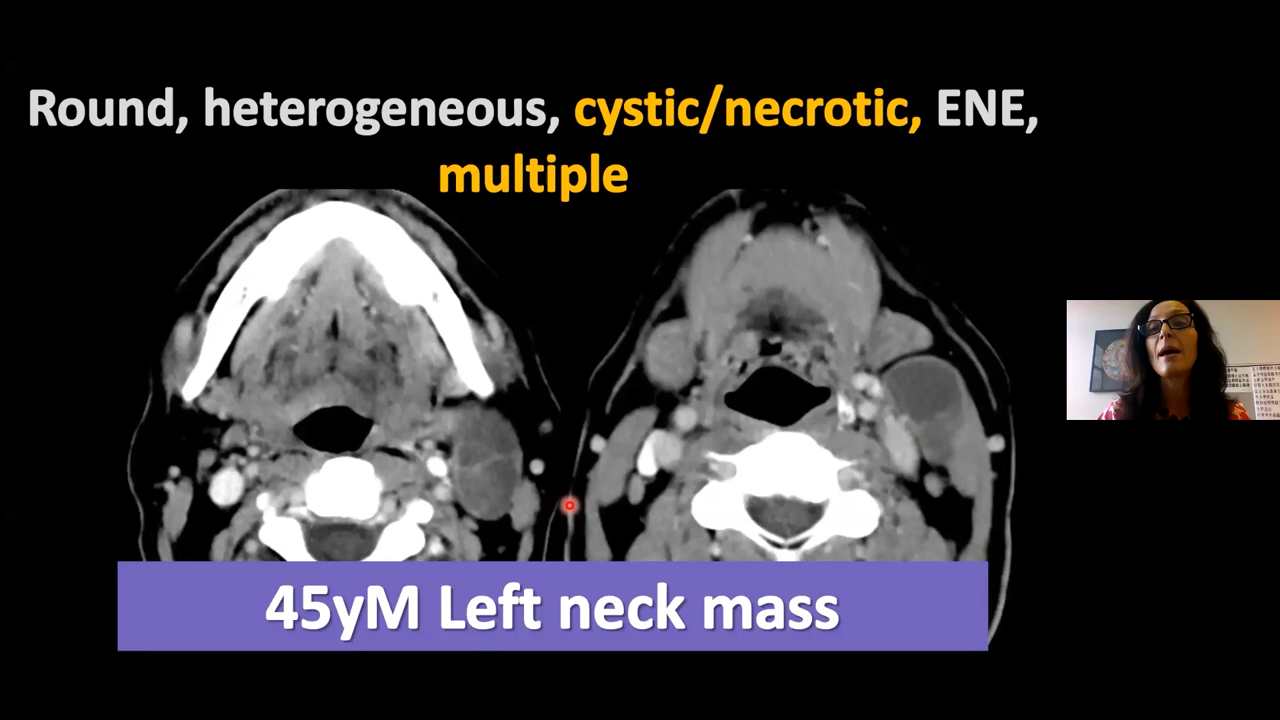 Round, heterogeneous, cystic/necrotic, ENE,
multiple
45yM Left neck mass